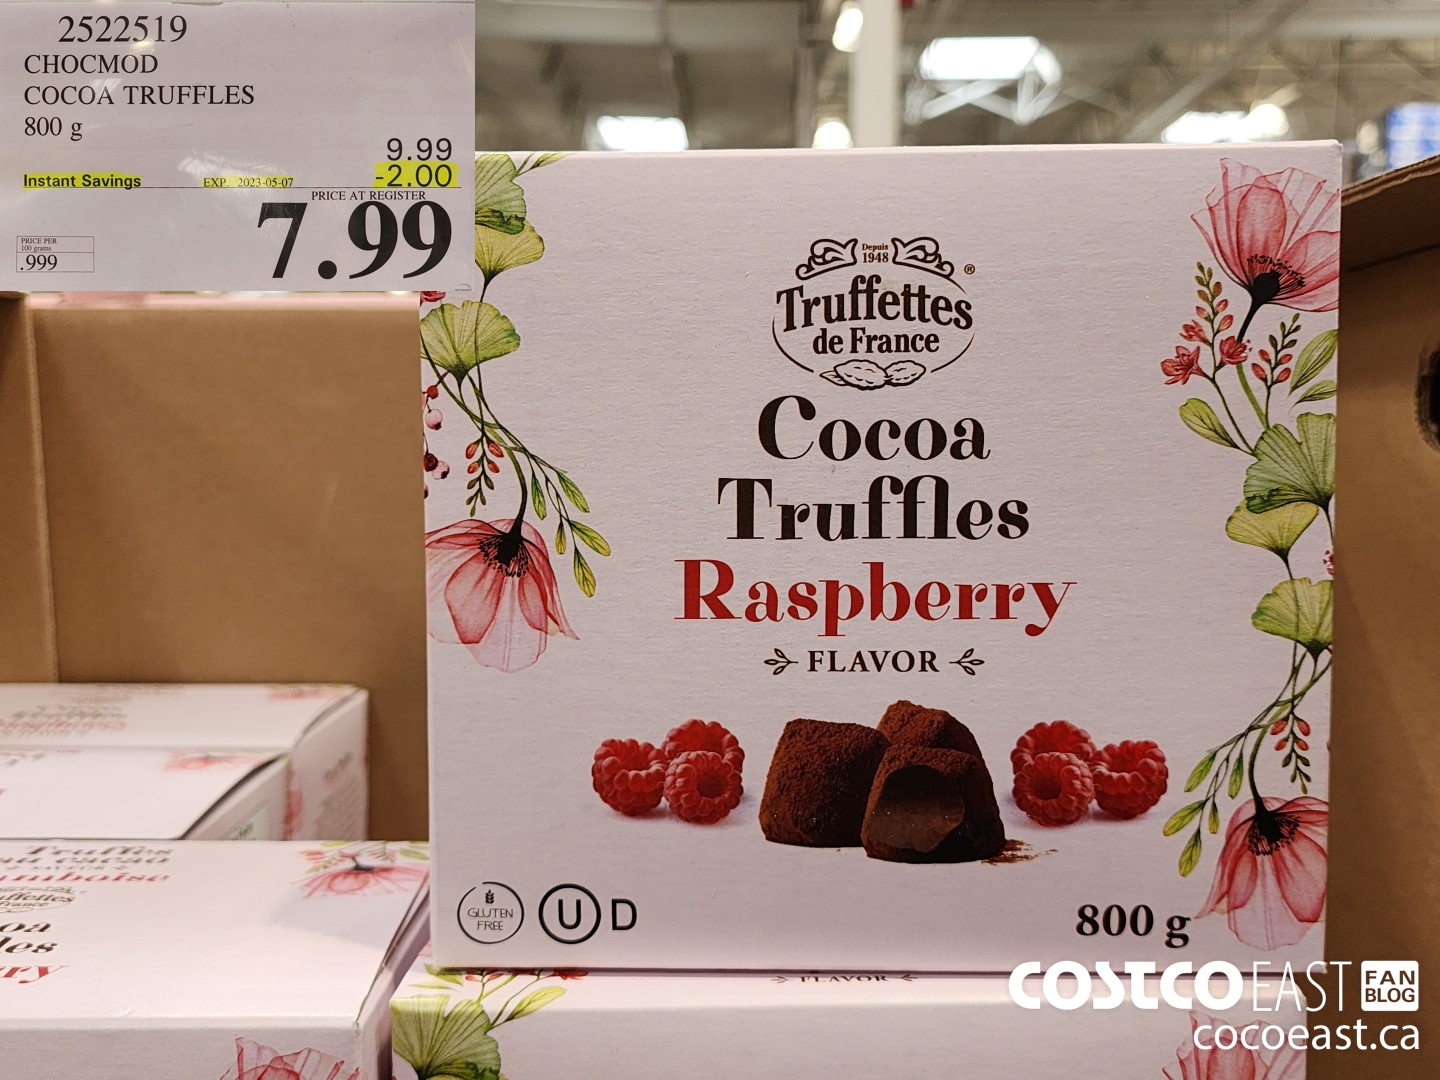 2522519
CHOCMOD
COCOA TRUFFLES
800 g
9.99
Instant Savings EXP. 2023-05-07 -2.00
PRICE AT REGISTER
7.99
PRICE PER
100 grams
.999
Depuis
1948
Truffettes
de France
®
Cocoa
Truffles
Raspberry
FLAVOR
GLUTEN
FREE
U D
800 g
FLAVOR
COSTCO EAST FAN
BLOG
cocoeast.ca